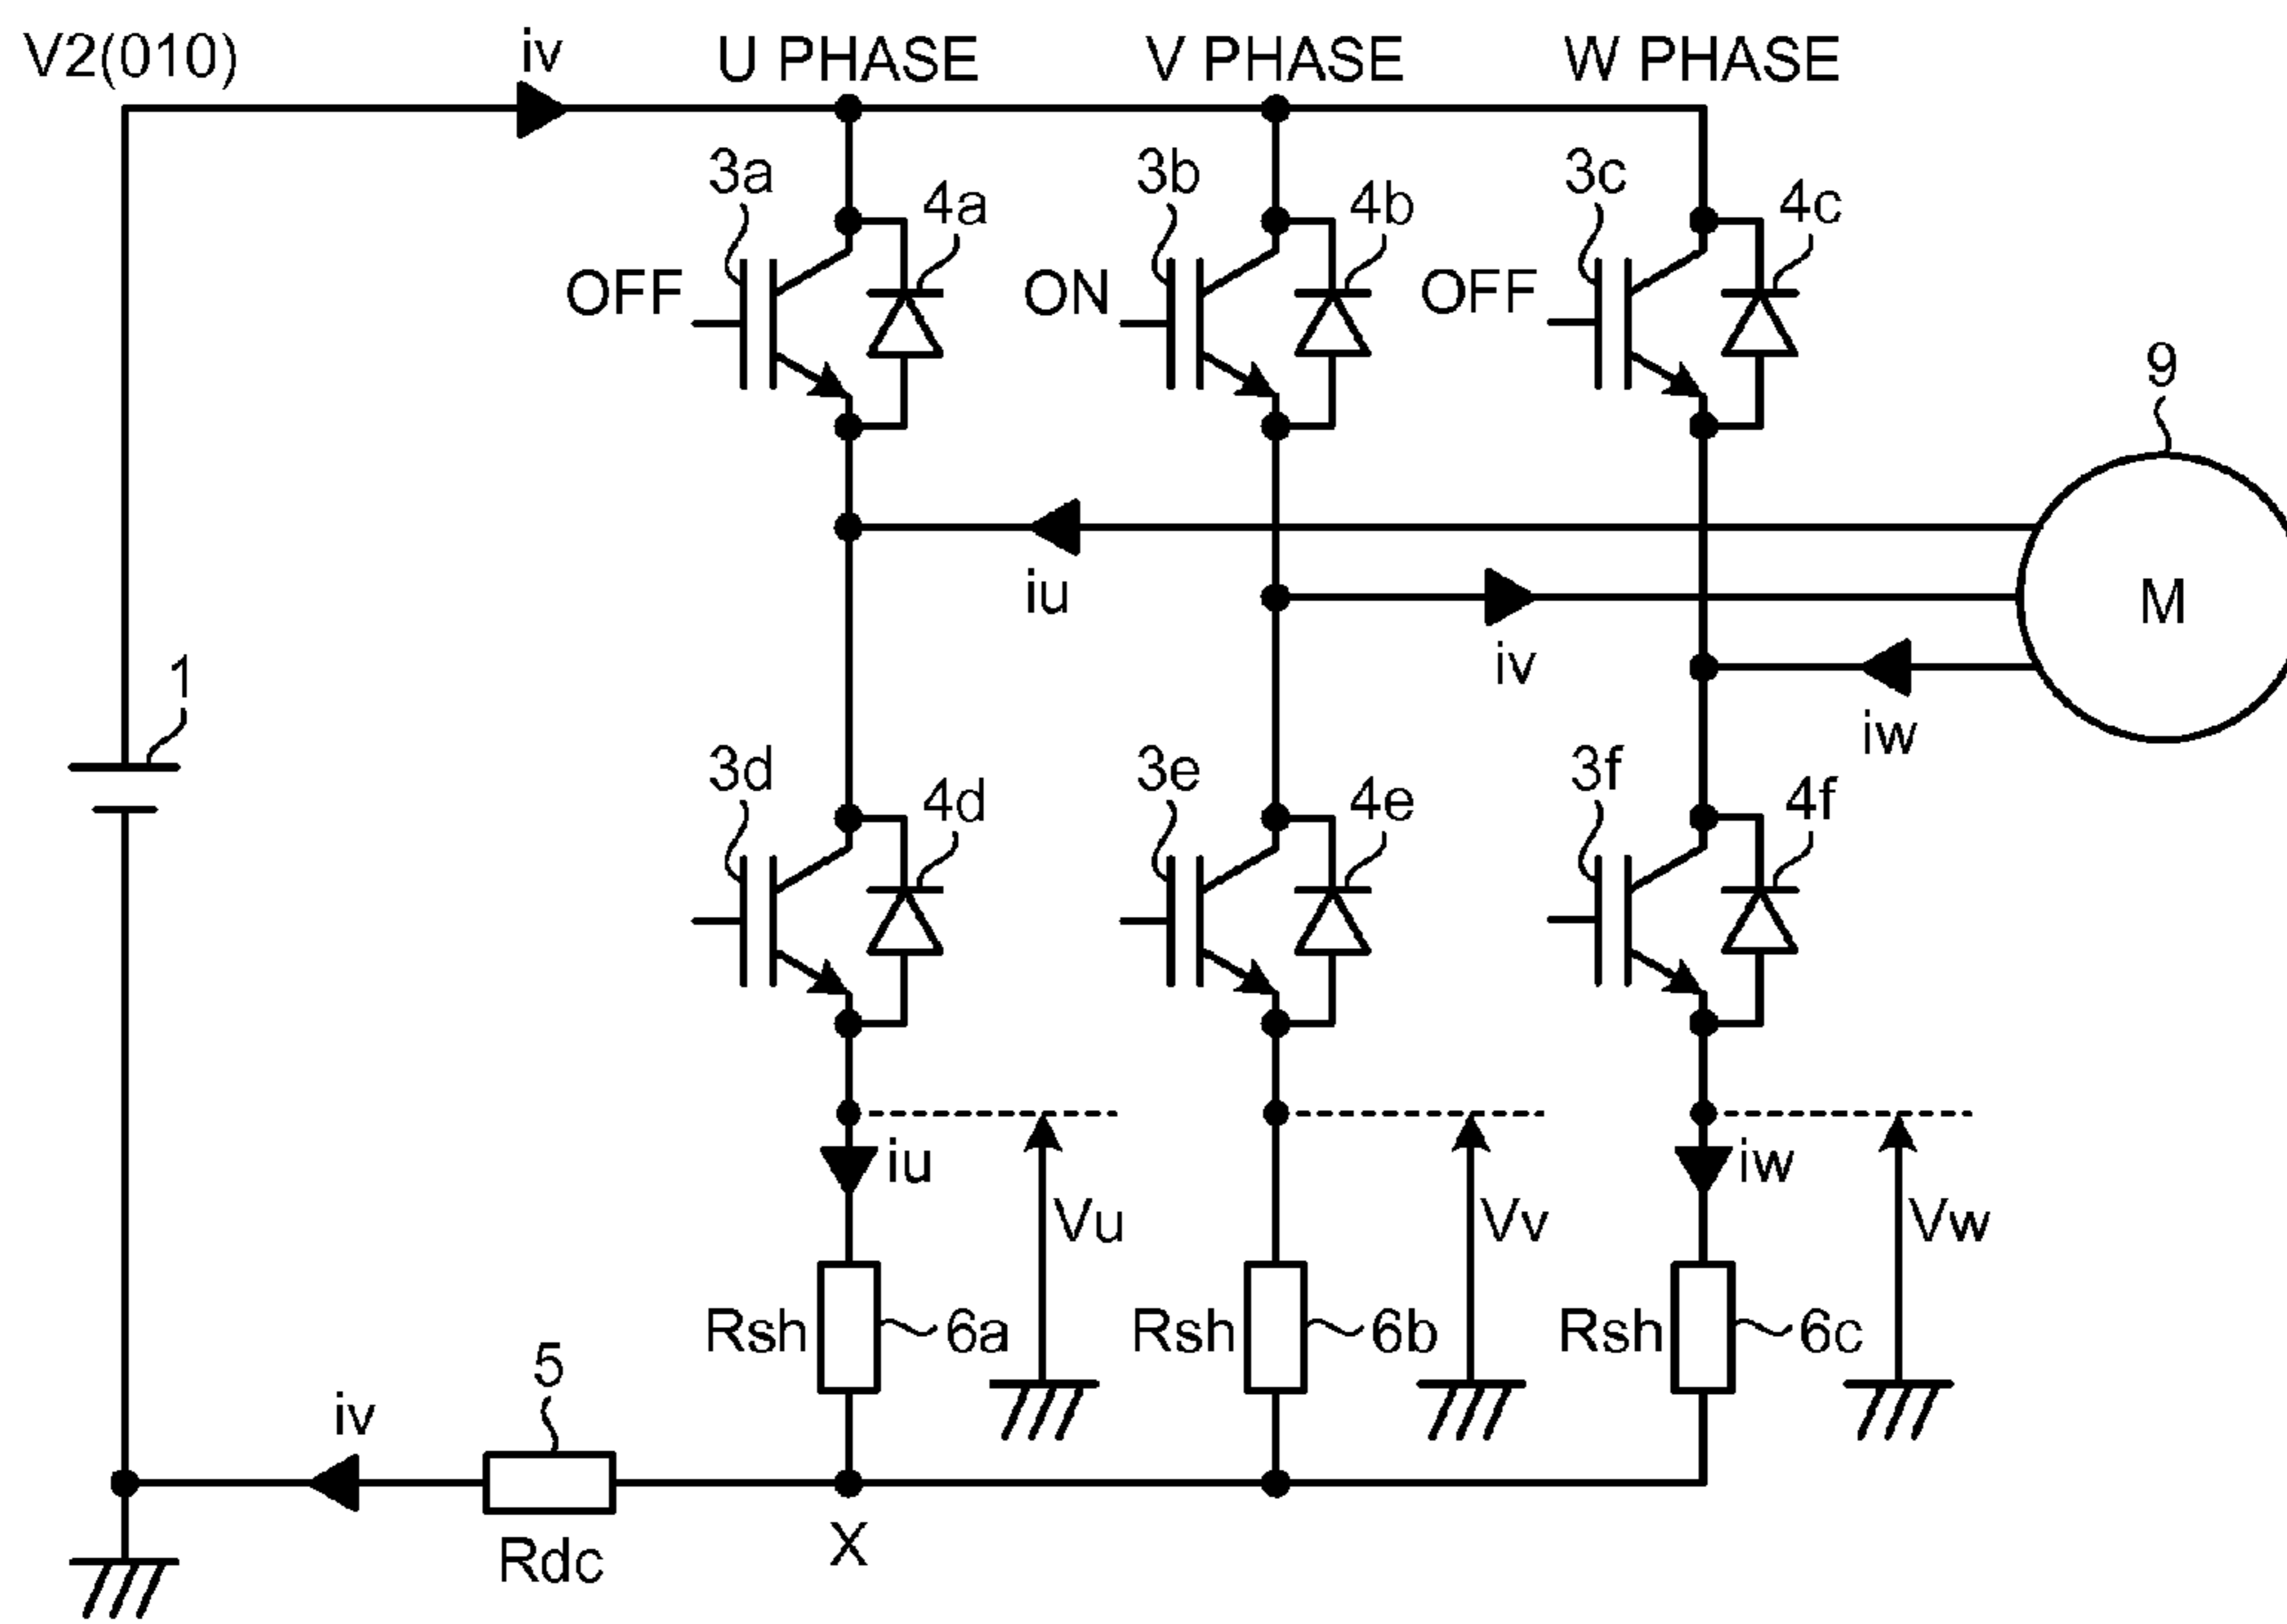 V2(010)
iv
U PHASE
V PHASE
W PHASE
3a
4a
3b
4b
3c
4c
OFF
ON
OFF
9
M
iu
iv
iw
1
3d
4d
3e
4e
3f
4f
iu
iw
Vu
Vv
Vw
Rsh
6a
Rsh
6b
Rsh
6c
5
iv
Rdc
X